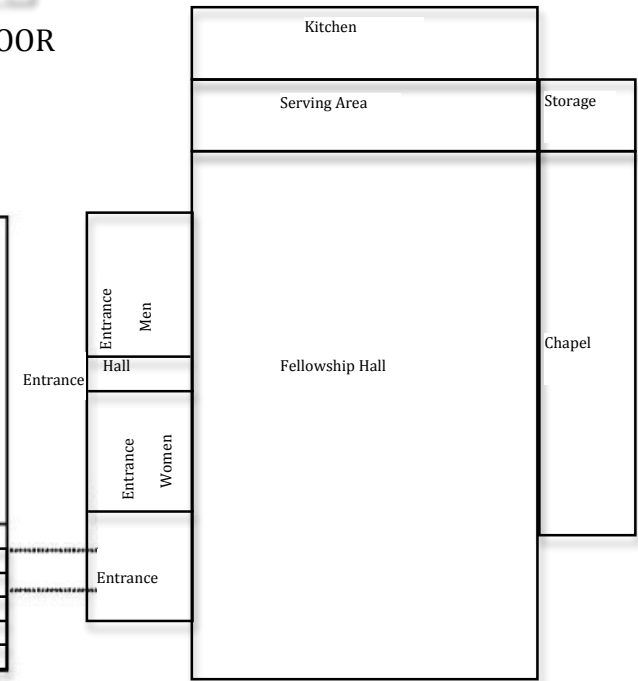 OOR
Kitchen
Serving Area
Storage
Entrance
Men
Hall
Entrance
Fellowship Hall
Chapel
Entrance
Women
Entrance